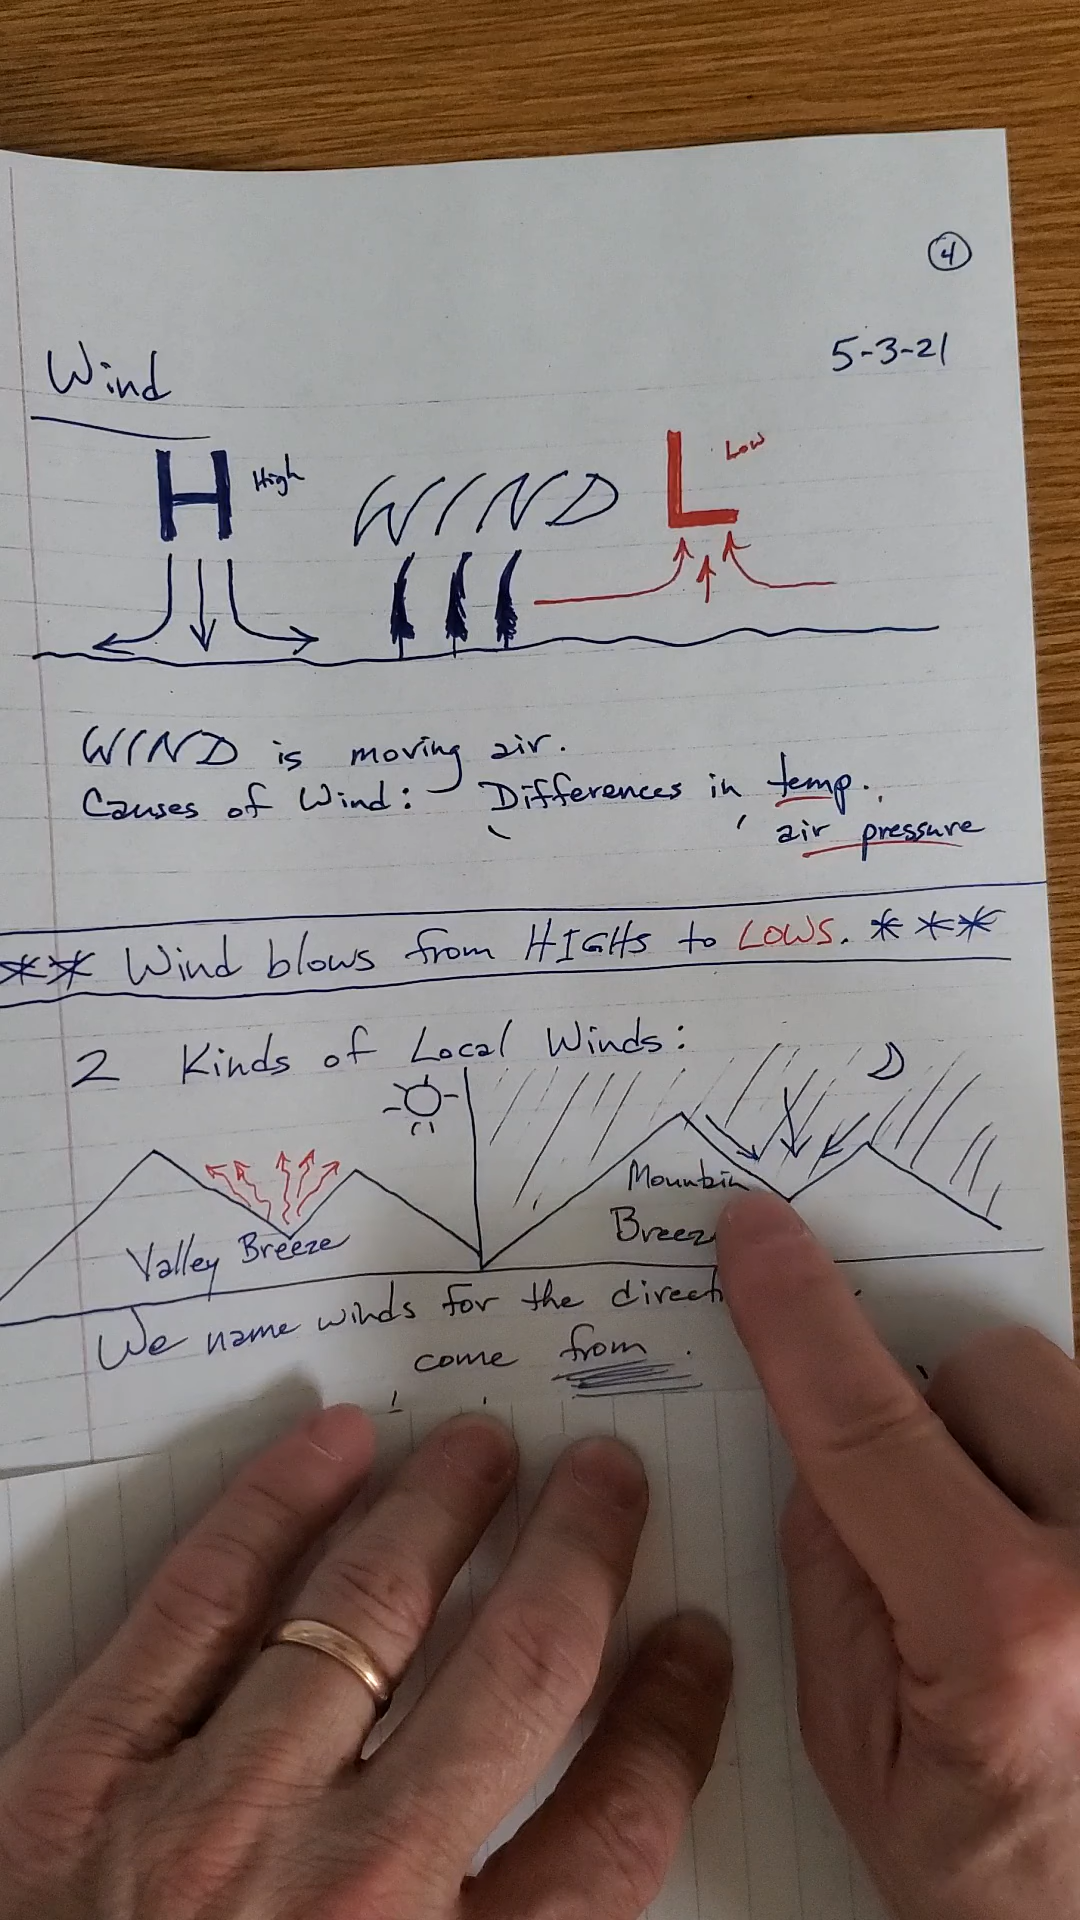 4
5-3-21
Wind
H High WIND L Low
WIND is moving air.
Causes of Wind: Differences in temp.
air pressure
** Wind blows from HIGHs to LOWS. ***
2 Kinds of Local Winds:
Valley Breeze
Mountain
We name winds for the
come from.